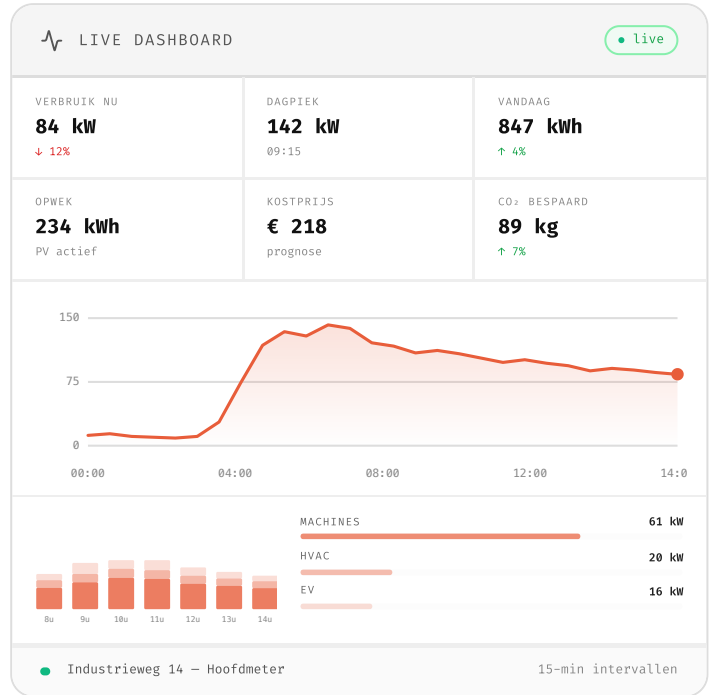 LIVE DASHBOARD
live
VERBRUIK NU
84 kW
↓ 12%
DAGPIEK
142 kW
09:15
VANDAAG
847 kWh
↑ 4%
OPWEK
234 kWh
PV actief
KOSTPRIJS
€ 218
prognose
CO₂ BESPAARD
89 kg
↑ 7%
150
75
0
00:00
04:00
08:00
12:00
14:0
8u
9u
10u
11u
12u
13u
14u
MACHINES
61 kW
HVAC
20 kW
EV
16 kW
Industrieweg 14 — Hoofdmeter
15-min intervallen